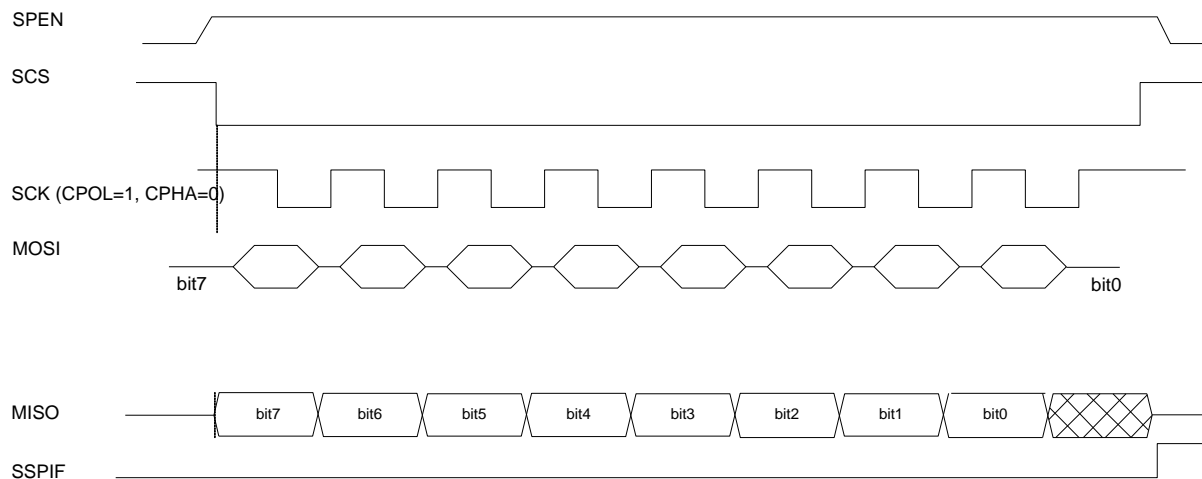 SPEN
SCS
SCK (CPOL=1, CPHA=0)
MOSI
bit7
bit0
MISO
bit7 bit6 bit5 bit4 bit3 bit2 bit1 bit0
SSPIF